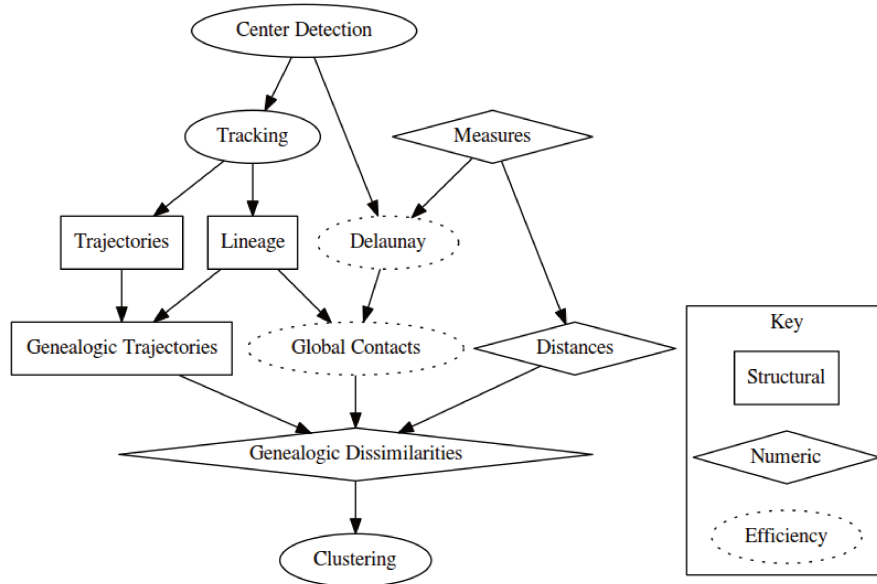 Center Detection
Tracking
Measures
Trajectories
Lineage
Delaunay
Genealogic Trajectories
Global Contacts
Distances
Genealogic Dissimilarities
Clustering
Key
Structural
Numeric
Efficiency